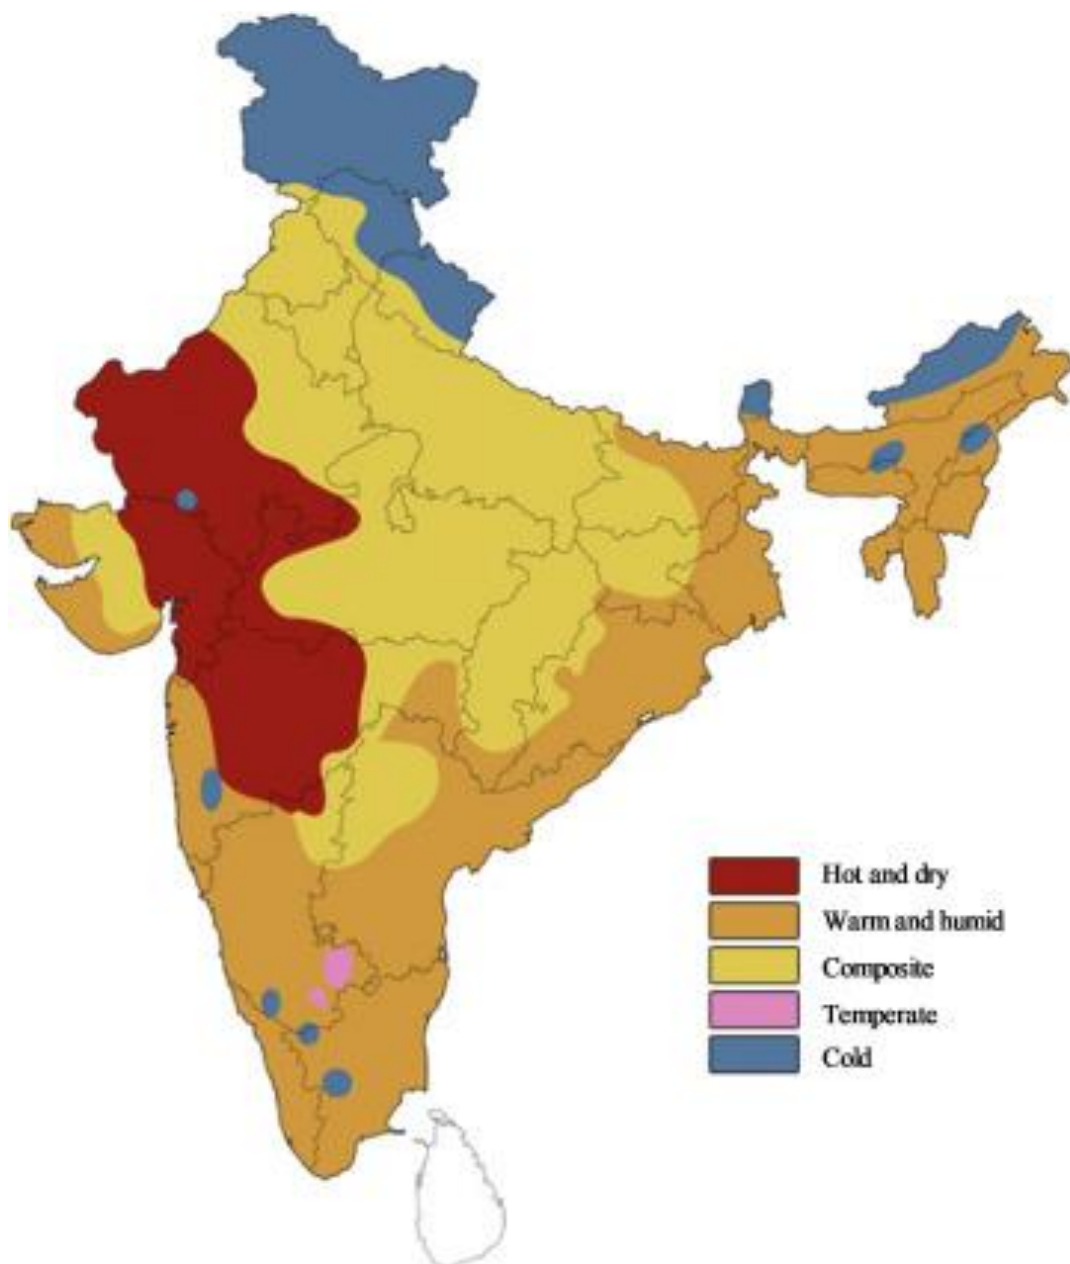 Hot and dry
Warm and humid
Composite
Temperate
Cold